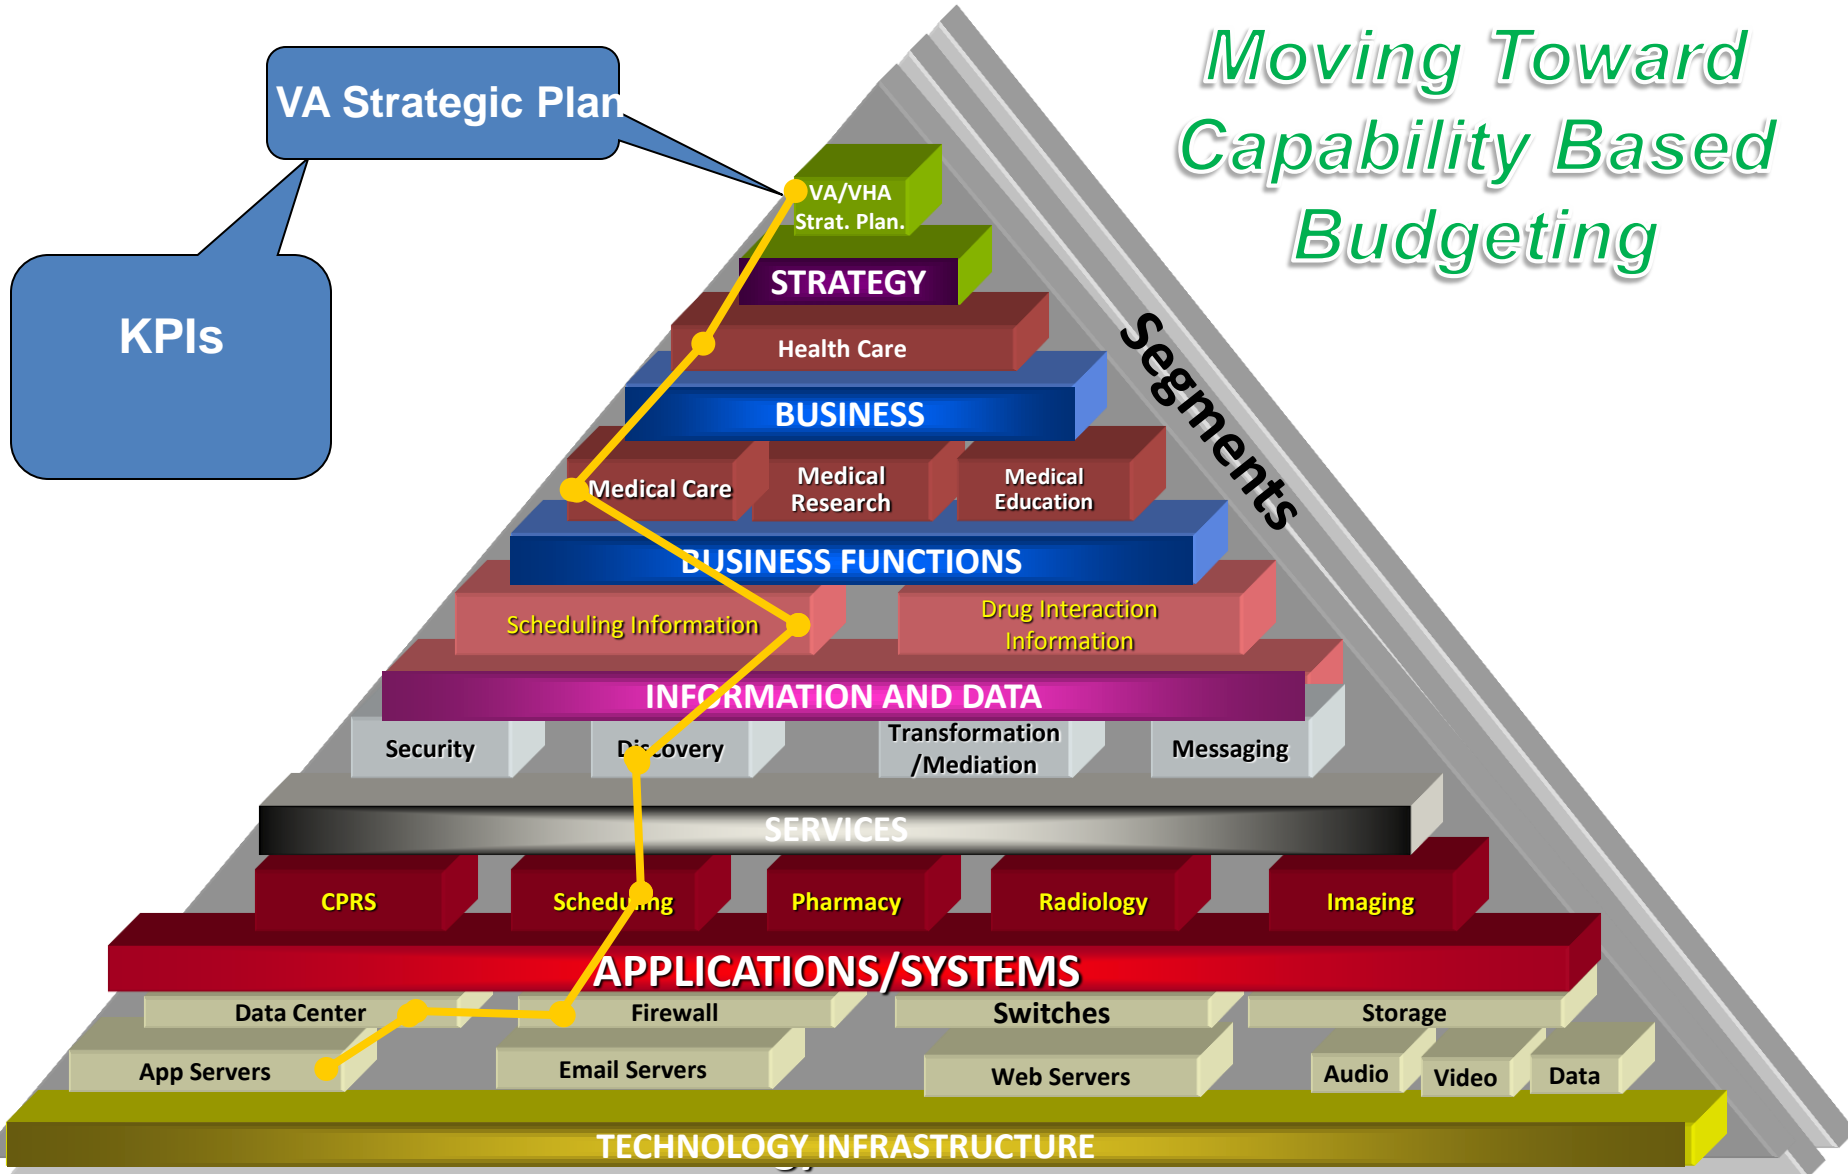 Moving Toward
Capability Based
Budgeting
VA Strategic Plan
KPIs
Segments
VA/VHA
Strat. Plan.
STRATEGY
Health Care
BUSINESS
Medical Care
Medical
Research
Medical
Education
BUSINESS FUNCTIONS
Scheduling Information
Drug Interaction
Information
INFORMATION AND DATA
Security
Discovery
Transformation
/Mediation
Messaging
SERVICES
CPRS
Scheduling
Pharmacy
Radiology
Imaging
APPLICATIONS/SYSTEMS
Data Center
Firewall
Switches
Storage
App Servers
Email Servers
Web Servers
Audio
Video
Data
TECHNOLOGY INFRASTRUCTURE